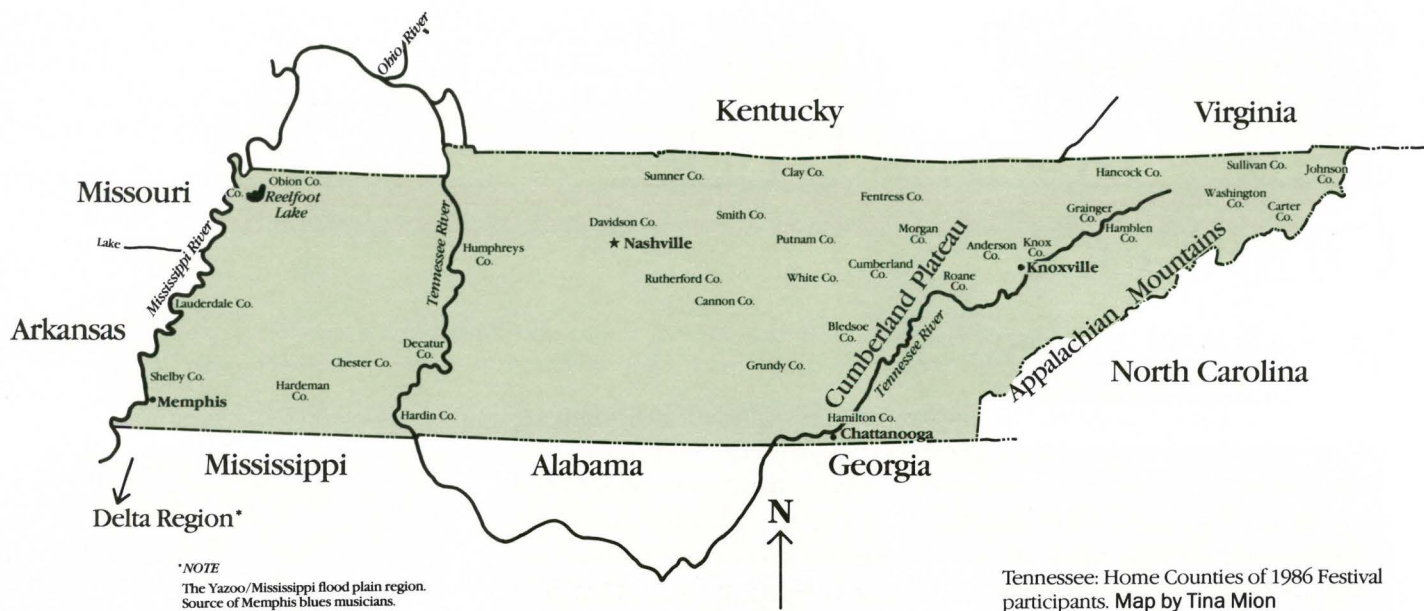 Ohio River
Kentucky
Virginia
Missouri
Co.
Obion Co.
Reelfoot
Lake
Lake
Mississippi River
Arkansas
Lauderdale Co.
Shelby Co.
Memphis
Hardeman
Co.
Chester Co.
Decatur
Co.
Hardin Co.
Tennessee River
Humphreys
Co.
Sumner Co.
Davidson Co.
Nashville
Smith Co.
Clay Co.
Fentress Co.
Putnam Co.
Rutherford Co.
Cannon Co.
White Co.
Cumberland
Co.
Morgan
Co.
Anderson
Co.
Knox
Co.
Knoxville
Roane
Co.
Grainger
Co.
Hamblen
Co.
Hancock Co.
Sullivan Co.
Johnson
Co.
Washington
Co.
Carter
Co.
Bledsoe
Co.
Grundy Co.
Cumberland Plateau
Tennessee River
Hamilton Co.
Chattanooga
Appalachian Mountains
North Carolina
Mississippi
Alabama
Georgia
Delta Region*
N
*NOTE
The Yazoo/Mississippi flood plain region.
Source of Memphis blues musicians.
Tennessee: Home Counties of 1986 Festival
participants. Map by Tina Mion